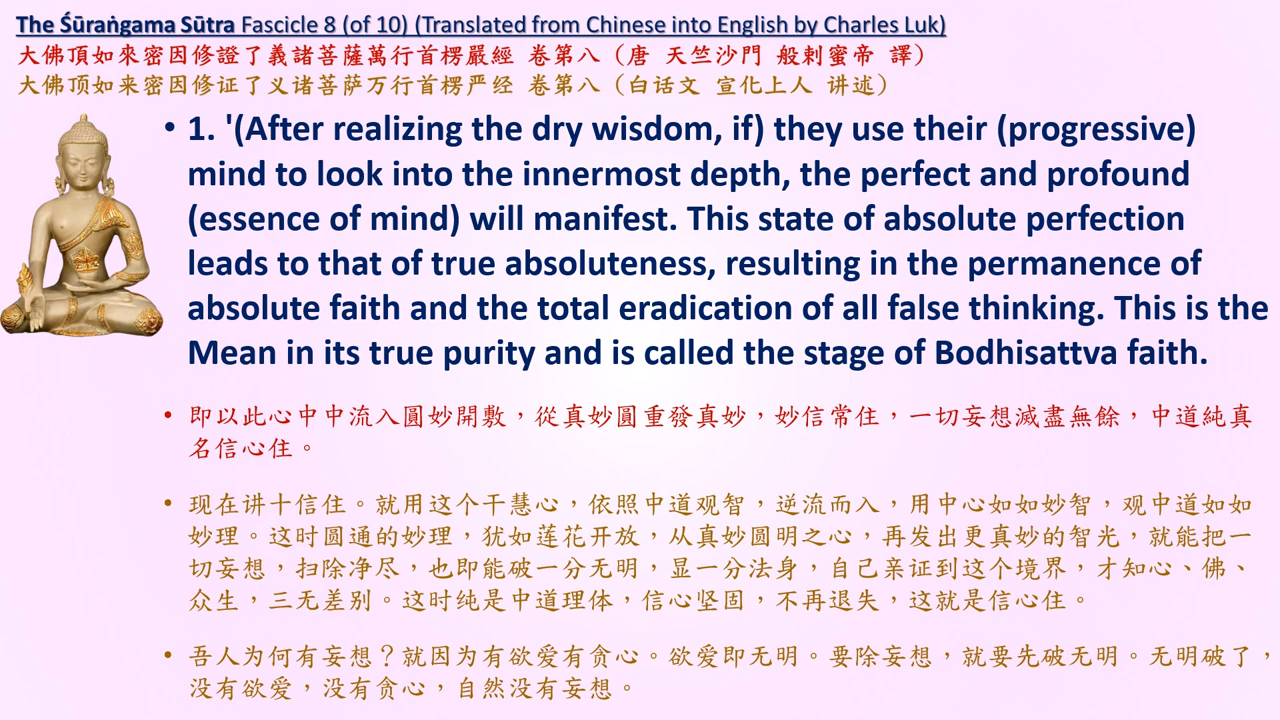 The Śūraṅgama Sūtra Fascicle 8 (of 10) (Translated from Chinese into English by Charles Luk)
大佛頂如來密因修證了義諸菩薩萬行首楞嚴經 卷第八（唐 天竺沙門 般剌蜜帝 譯）
大佛顶如来密因修证了义诸菩萨万行首楞严经 卷第八（白话文 宣化上人 讲述）
• 1. '(After realizing the dry wisdom, if) they use their (progressive)
mind to look into the innermost depth, the perfect and profound
(essence of mind) will manifest. This state of absolute perfection
leads to that of true absoluteness, resulting in the permanence of
absolute faith and the total eradication of all false thinking. This is the
Mean in its true purity and is called the stage of Bodhisattva faith.
• 即以此心中中流入圓妙開敷，從真妙圓重發真妙，妙信常住，一切妄想滅盡無餘，中道純真
名信心住。
• 现在讲十信住。就用这个干慧心，依照中道观智，逆流而入，用中心如如妙智，观中道如如
妙理。这时圆通的妙理，犹如莲花开放，从真妙圆明之心，再发出更真妙的智光，就能把一
切妄想，扫除净尽，也即能破一分无明，显一分法身，自己亲证到这个境界，才知心、佛、
众生，三无差别。这时纯是中道理体，信心坚固，不再退失，这就是信心住。
• 吾人为何有妄想？就因为有欲爱有贪心。欲爱即无明。要除妄想，就要先破无明。无明破了，
没有欲爱，没有贪心，自然没有妄想。